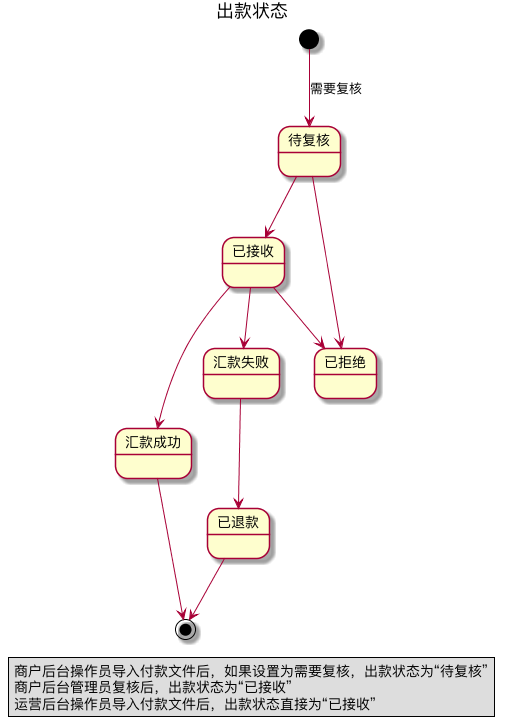 出款状态
需要复核
待复核
已接收
汇款失败
已拒绝
汇款成功
已退款
商户后台操作员导入付款文件后，如果设置为需要复核，出款状态为“待复核”
商户后台管理员复核后，出款状态为“已接收”
运营后台操作员导入付款文件后，出款状态直接为“已接收”